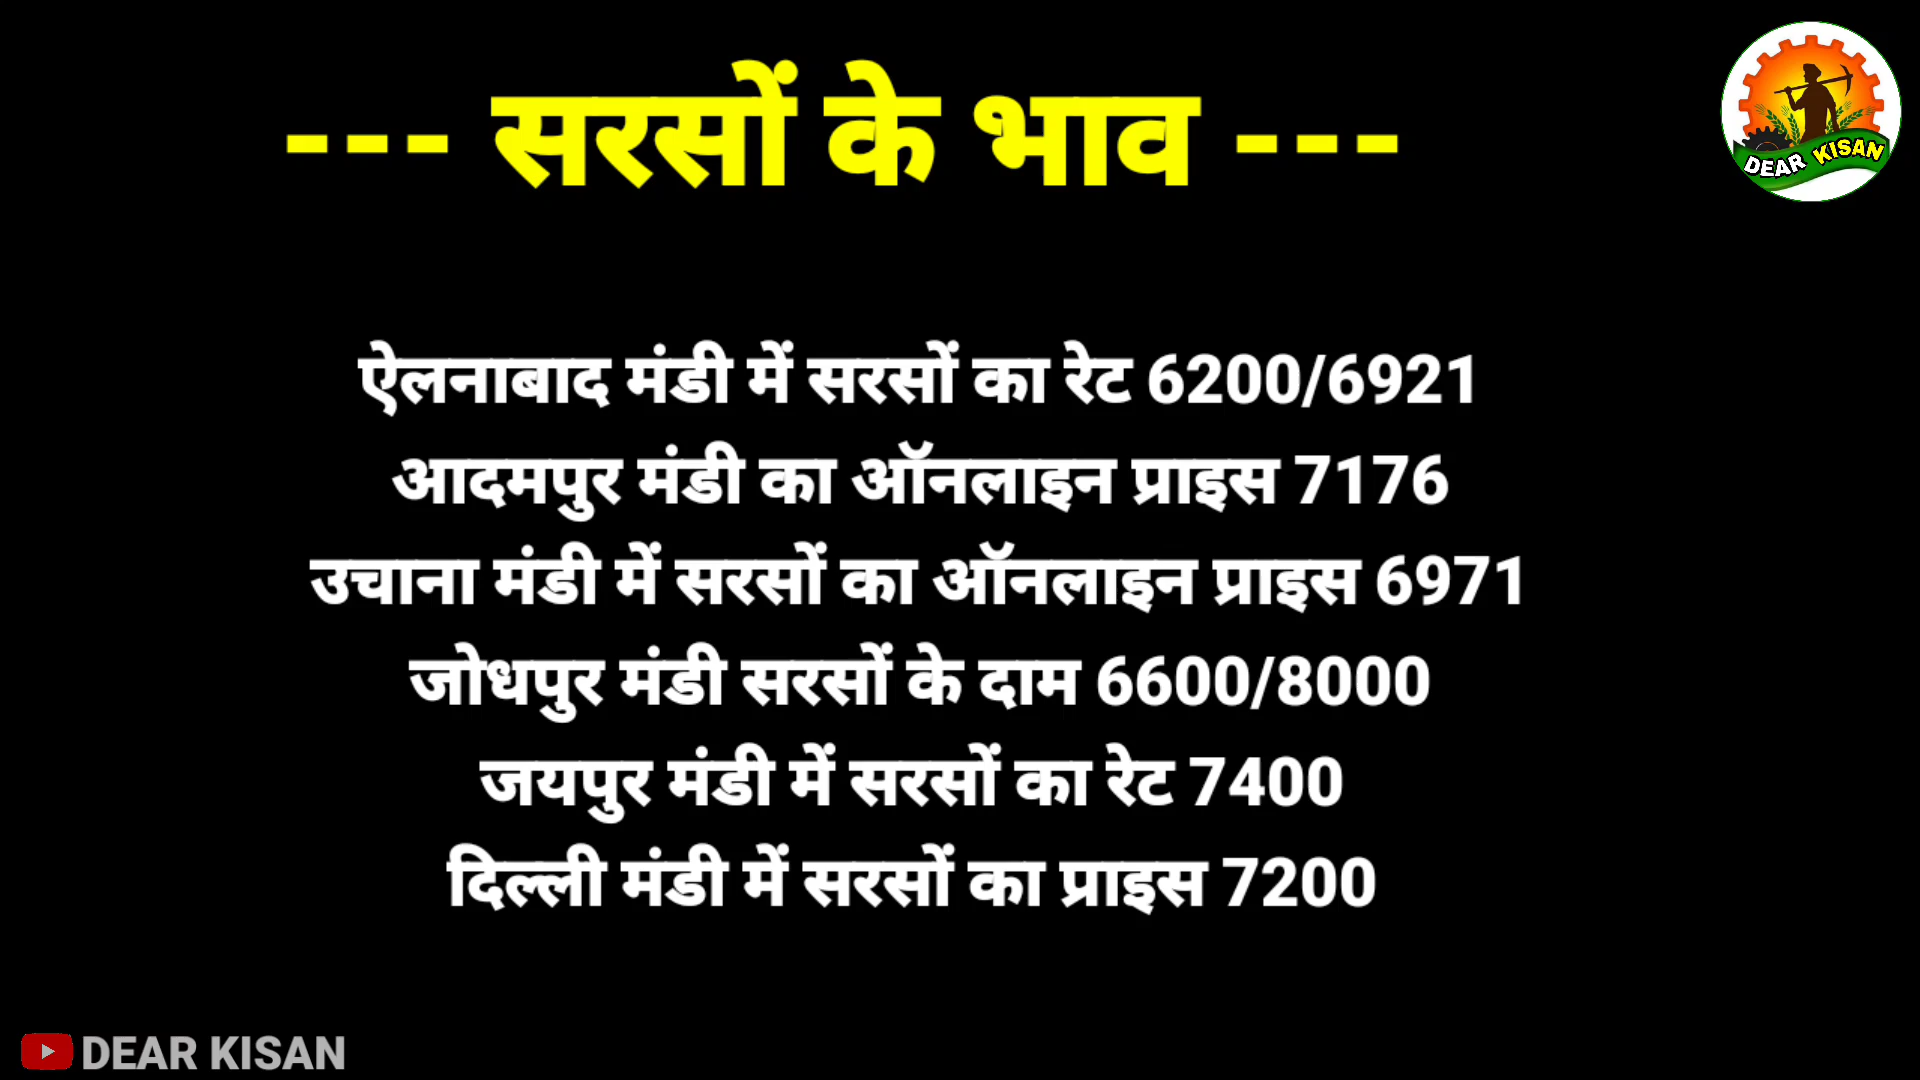 --- सरसों के भाव ---
DEAR KISAN
ऐलनाबाद मंडी में सरसों का रेट 6200/6921
आदमपुर मंडी का ऑनलाइन प्राइस 7176
उचाना मंडी में सरसों का ऑनलाइन प्राइस 6971
जोधपुर मंडी सरसों के दाम 6600/8000
जयपुर मंडी में सरसों का रेट 7400
दिल्ली मंडी में सरसों का प्राइस 7200
DEAR KISAN